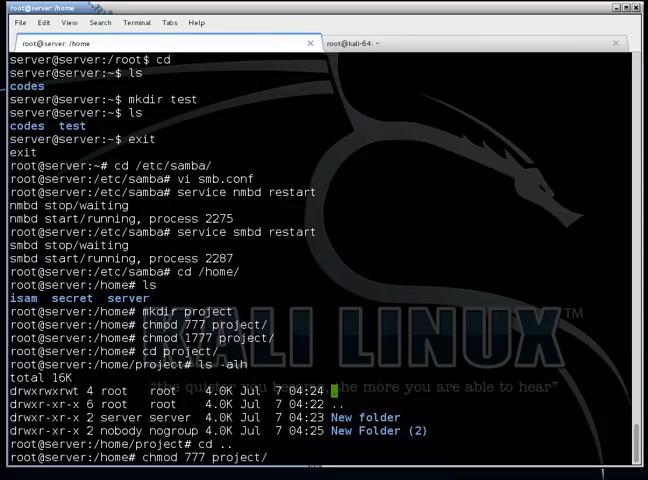 root@server: /home
File Edit View Search Terminal Tabs Help
root@server: /home
root@kali-64: ~
server@server:/root$ cd
server@server:~$ ls
codes
server@server:~$ mkdir test
server@server:~$ ls
codes test
server@server:~$ exit
exit
root@server:~# cd /etc/samba/
root@server:/etc/samba# vi smb.conf
root@server:/etc/samba# service nmbd restart
nmbd stop/waiting
nmbd start/running, process 2275
root@server:/etc/samba# service smbd restart
smbd stop/waiting
smbd start/running, process 2287
root@server:/etc/samba# cd /home/
root@server:/home# ls
isam secret server
root@server:/home# mkdir project
root@server:/home# chmod 777 project/
root@server:/home# chmod 1777 project/
root@server:/home# cd project/
root@server:/home/project# ls -alh
total 16K
drwxrwxrwt 4 root root 4.0K Jul 7 04:24 .
drwxr-xr-x 6 root root 4.0K Jul 7 04:22 ..
drwxr-xr-x 2 server server 4.0K Jul 7 04:23 New folder
drwxr-xr-x 2 nobody nogroup 4.0K Jul 7 04:25 New Folder (2)
root@server:/home/project# cd ..
root@server:/home# chmod 777 project/
KALI LINUX™
"the quieter you become, the more you are able to hear"